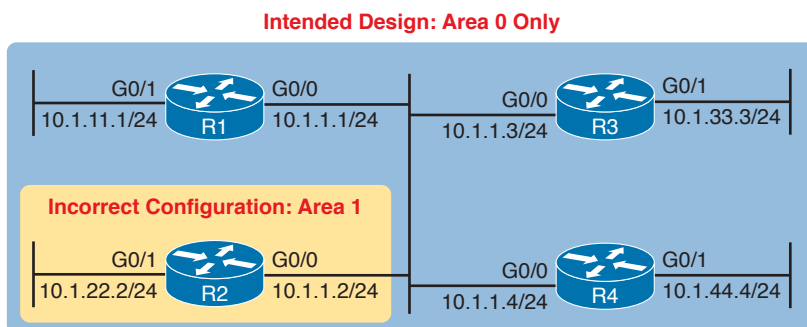 Intended Design: Area 0 Only
G0/1
G0/0
10.1.11.1/24
R1
10.1.1.1/24
G0/0
G0/1
10.1.1.3/24
R3
10.1.33.3/24
Incorrect Configuration: Area 1
G0/1
G0/0
10.1.22.2/24
R2
10.1.1.2/24
G0/0
G0/1
10.1.1.4/24
R4
10.1.44.4/24